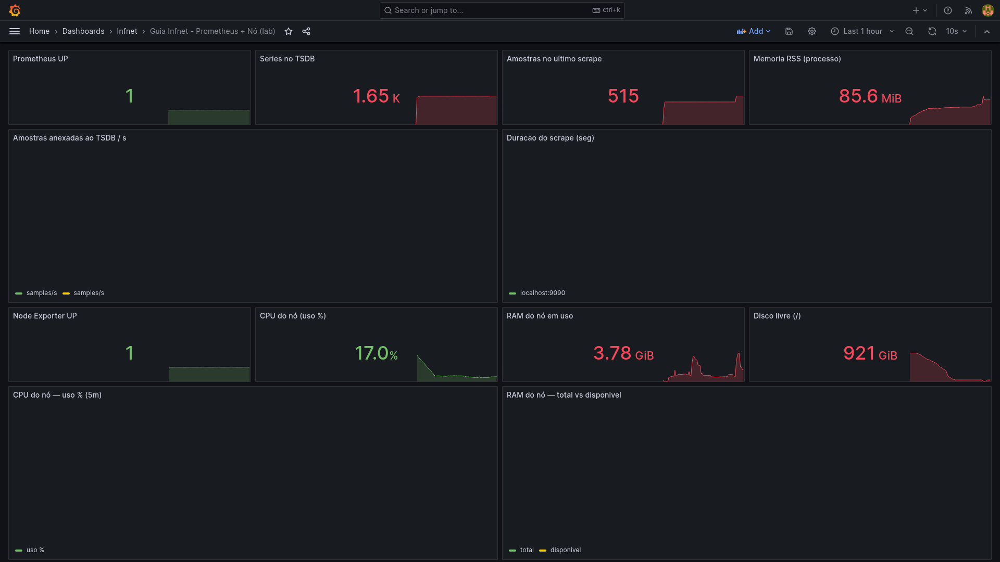 Search or jump to...
ctrl+k
Home › Dashboards › Infnet › Guia Infnet - Prometheus + Nó (lab)
Add
Last 1 hour
10s
Prometheus UP
1
Series no TSDB
1.65 K
Amostras no ultimo scrape
515
Memoria RSS (processo)
85.6 MiB
Amostras anexadas ao TSDB / s
samples/s samples/s
Duracao do scrape (seg)
localhost:9090
Node Exporter UP
1
CPU do nó (uso %)
17.0%
RAM do nó em uso
3.78 GiB
Disco livre (/)
921 GiB
CPU do nó — uso % (5m)
uso %
RAM do nó — total vs disponivel
total disponivel